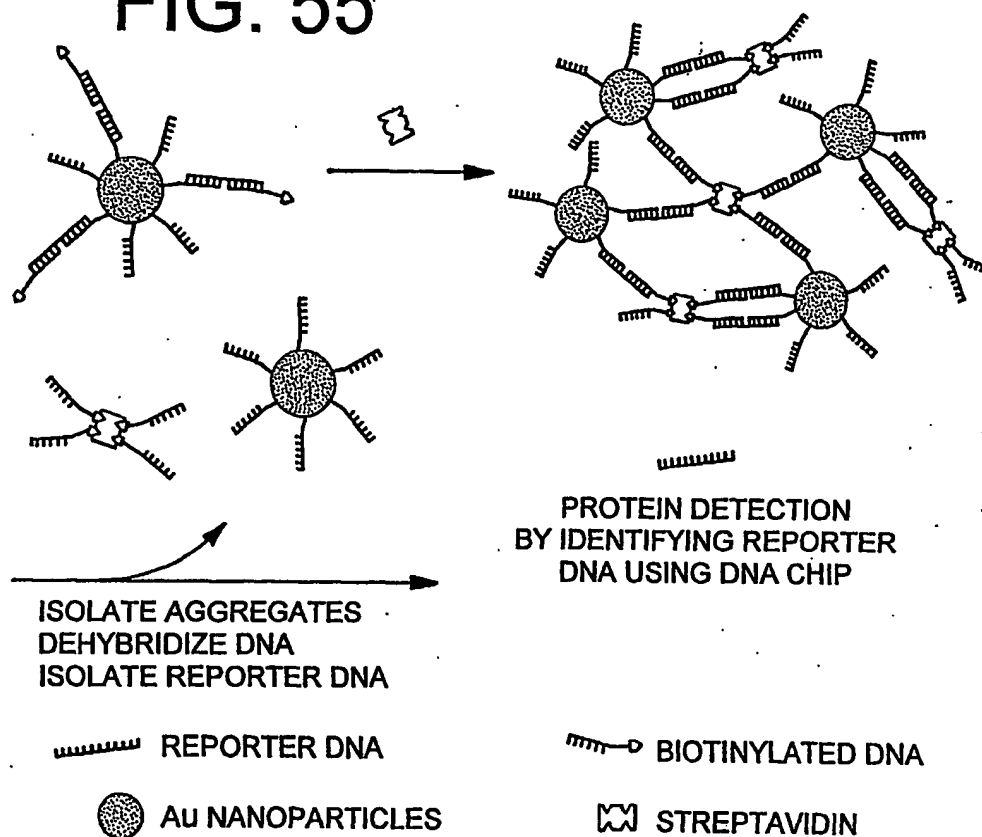 FIG. 55
PROTEIN DETECTION
BY IDENTIFYING REPORTER
DNA USING DNA CHIP
ISOLATE AGGREGATES
DEHYBRIDIZE DNA
ISOLATE REPORTER DNA
REPORTER DNA
BIOTINYLATED DNA
Au NANOPARTICLES
STREPTAVIDIN